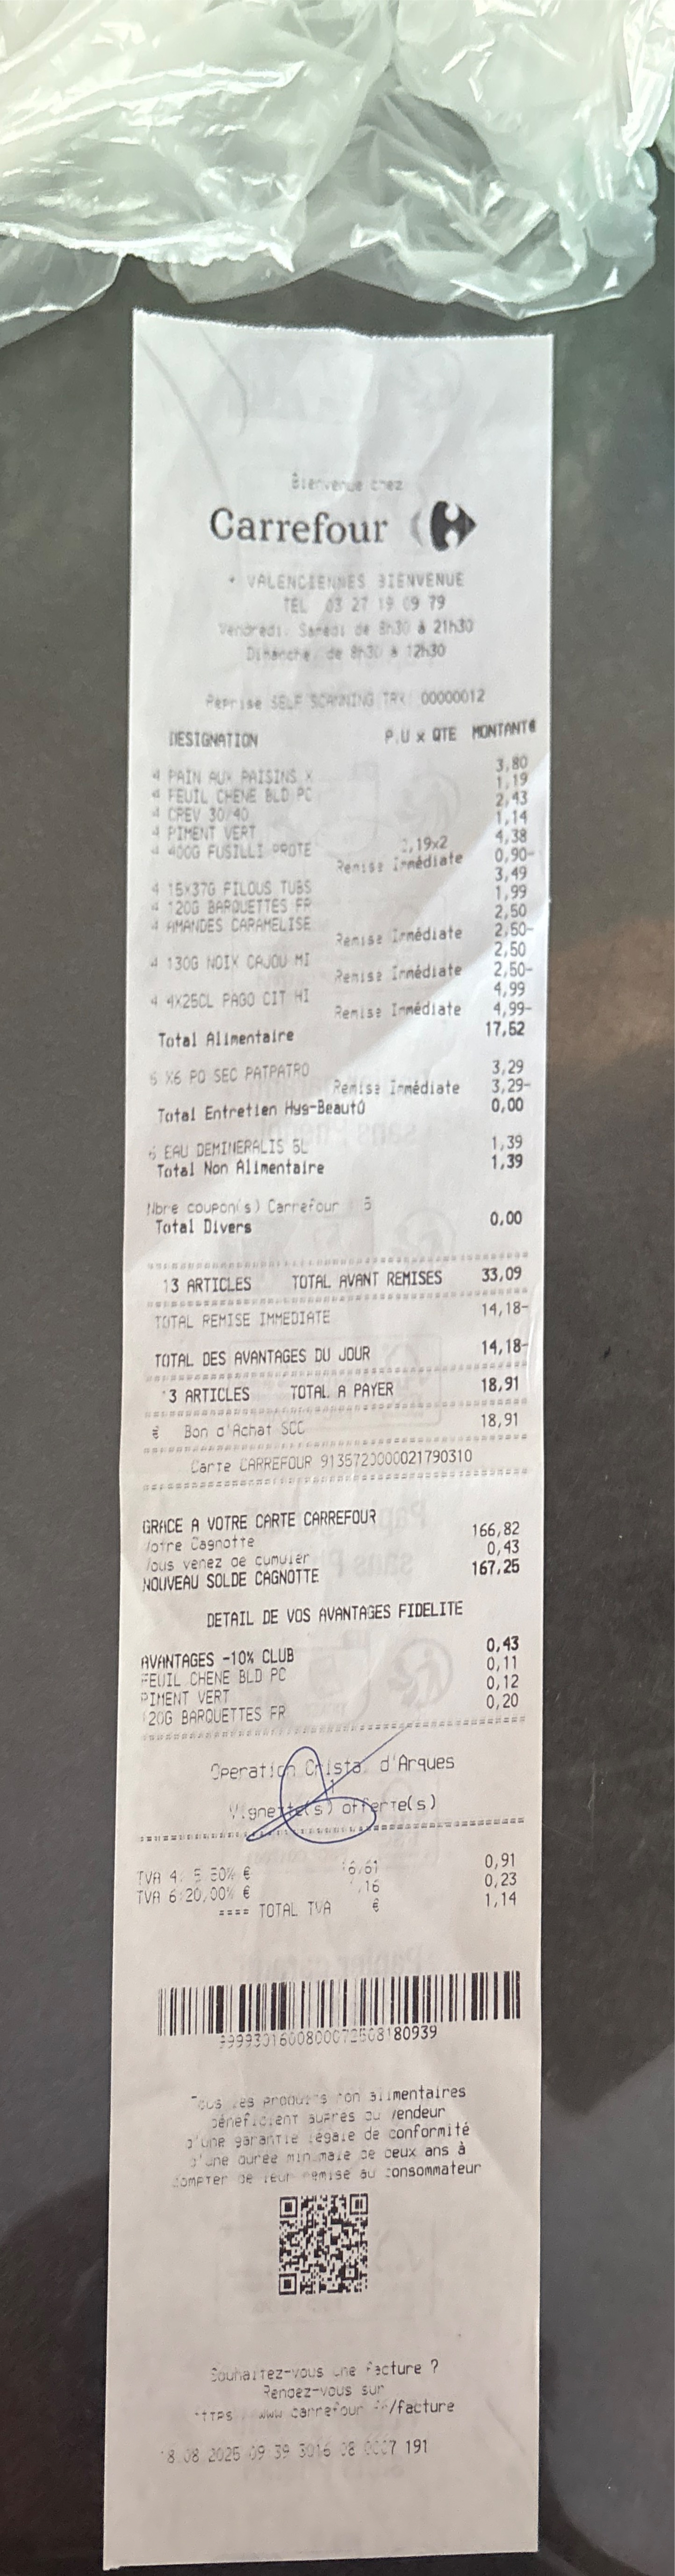 Bienvenue chez
Carrefour
* VALENCIENNES BIENVENUE
TEL 03 27 19 09 79
Vendredi, Samedi de 8h30 à 21h30
Dimanche, de 8h30 à 12h30
Reprise SELF SCANNING TRX: 00000012
DESIGNATION P.U x QTE MONTANT€
4 PAIN AUX RAISINS X 3,80
4 FEUIL CHENE BLD PC 1,19
4 CREV 30/40 2,43
4 PIMENT VERT 1,14
4 400G FUSILLI PROTE 2,19x2 4,38
Remise Immédiate 0,90-
4 15X37G FILOUS TUBS 3,49
4 120G BARQUETTES FR 1,99
4 AMANDES CARAMELISE 2,50
Remise Immédiate 2,50-
4 130G NOIX CAJOU MI 2,50
Remise Immédiate 2,50-
4 4X25CL PAGO CIT HI 4,99
Remise Immédiate 4,99-
Total Alimentaire 17,52
6 X6 PO SEC PATPATRO 3,29
Remise Immédiate 3,29-
Total Entretien Hyg-BeautÛ 0,00
6 EAU DEMINERALIS 5L 1,39
Total Non Alimentaire 1,39
Nbre coupon(s) Carrefour : 5
Total Divers 0,00
13 ARTICLES TOTAL AVANT REMISES 33,09
TOTAL REMISE IMMEDIATE 14,18-
TOTAL DES AVANTAGES DU JOUR 14,18-
13 ARTICLES TOTAL A PAYER 18,91
€ Bon d'Achat SCC 18,91
Carte CARREFOUR 9135720000021790310
GRACE A VOTRE CARTE CARREFOUR
Votre Cagnotte 166,82
Vous venez de cumuler 0,43
NOUVEAU SOLDE CAGNOTTE 167,25
DETAIL DE VOS AVANTAGES FIDELITE
AVANTAGES -10% CLUB 0,43
FEUIL CHENE BLD PC 0,11
PIMENT VERT 0,12
120G BARQUETTES FR 0,20
Operation Cristal d'Arques
Vignette(s) offerte(s)
TVA 4: 5,50% € 16,61 0,91
TVA 6:20,00% € 1,16 0,23
==== TOTAL TVA € 1,14
Tous les produits non alimentaires
bénéficient auprès du vendeur
d'une garantie légale de conformité
d'une durée minimale de deux ans à
compter de leur remise au consommateur
Souhaitez-vous une facture ?
Rendez-vous sur
https://www.carrefour.fr/facture
18.08.2025 09:39 3016 08 0007 191